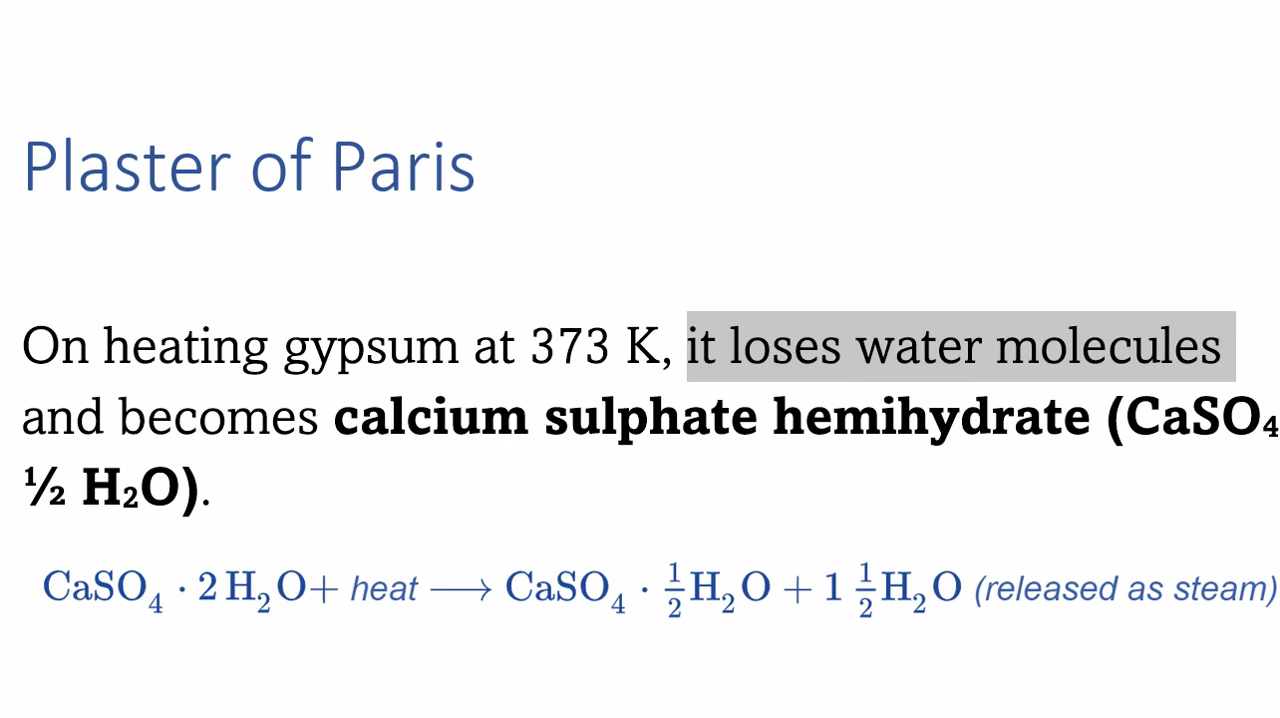 Plaster of Paris
On heating gypsum at 373 K, it loses water molecules
and becomes calcium sulphate hemihydrate (CaSO₄
½ H₂O).
CaSO₄ · 2 H₂O+ heat ⟶ CaSO₄ · ½H₂O + 1 ½H₂O (released as steam)